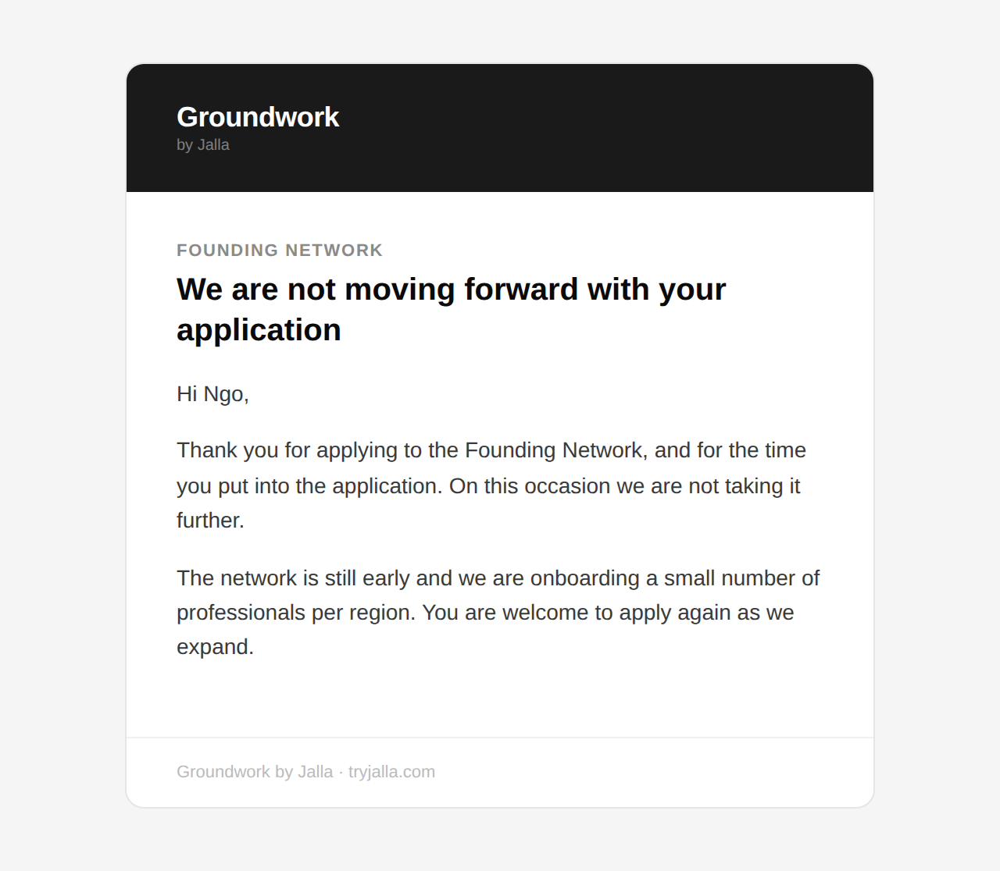 Groundwork
by Jalla
FOUNDING NETWORK
We are not moving forward with your
application
Hi Ngo,
Thank you for applying to the Founding Network, and for the time
you put into the application. On this occasion we are not taking it
further.
The network is still early and we are onboarding a small number of
professionals per region. You are welcome to apply again as we
expand.
Groundwork by Jalla · tryjalla.com